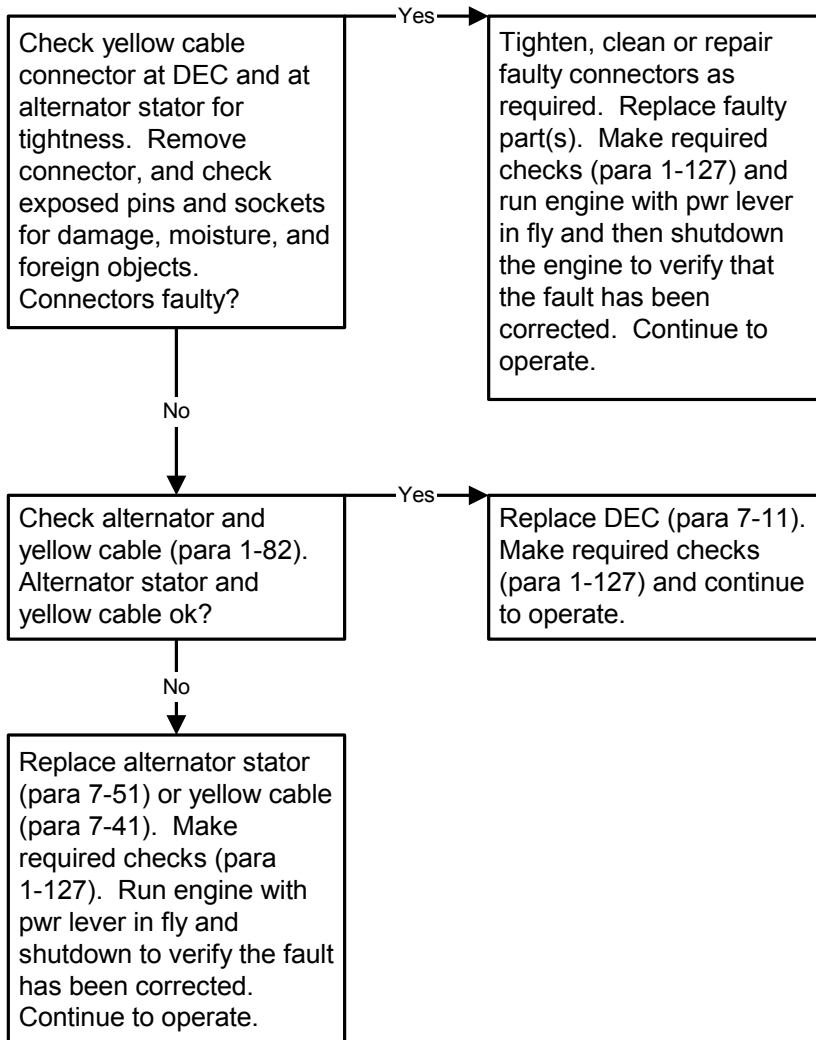 Check yellow cable
connector at DEC and at
alternator stator for
tightness.  Remove
connector, and check
exposed pins and sockets
for damage, moisture, and
foreign objects.
Connectors faulty?
Yes
Tighten, clean or repair
faulty connectors as
required.  Replace faulty
part(s).  Make required
checks (para 1-127) and
run engine with pwr lever
in fly and then shutdown
the engine to verify that
the fault has been
corrected.  Continue to
operate.
No
Check alternator and
yellow cable (para 1-82).
Alternator stator and
yellow cable ok?
Yes
Replace DEC (para 7-11).
Make required checks
(para 1-127) and continue
to operate.
No
Replace alternator stator
(para 7-51) or yellow cable
(para 7-41).  Make
required checks (para
1-127).  Run engine with
pwr lever in fly and
shutdown to verify the fault
has been corrected.
Continue to operate.